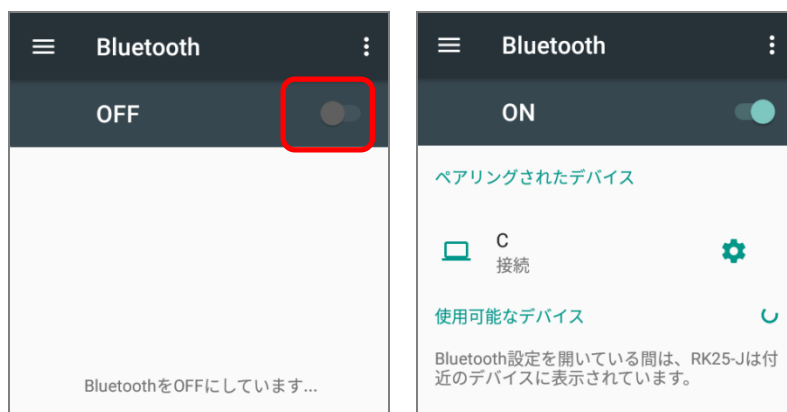 Bluetooth
OFF
BluetoothをOFFにしています...
Bluetooth
ON
ペアリングされたデバイス
C
接続
使用可能なデバイス
Bluetooth設定を開いている間は、RK25-Jは付
近のデバイスに表示されています。